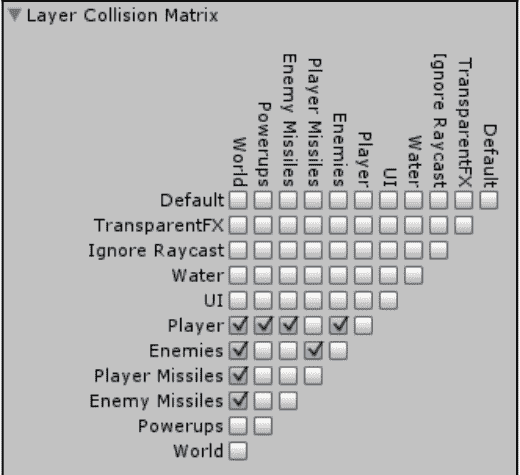 Layer Collision Matrix
World
Powerups
Enemy Missiles
Player Missiles
Enemies
Player
UI
Water
Ignore Raycast
TransparentFX
Default
Default
TransparentFX
Ignore Raycast
Water
UI
Player
Enemies
Player Missiles
Enemy Missiles
Powerups
World